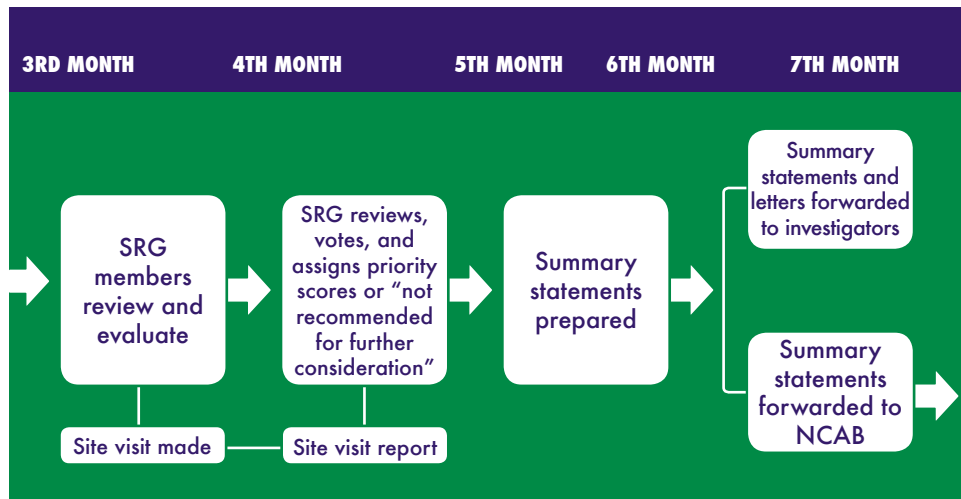 3RD MONTH
4TH MONTH
5TH MONTH
6TH MONTH
7TH MONTH
SRG
members
review and
evaluate
Site visit made
SRG reviews,
votes, and
assigns priority
scores or “not
recommended
for further
consideration”
Site visit report
Summary
statements
prepared
Summary
statements and
letters forwarded
to investigators
Summary
statements
forwarded to
NCAB